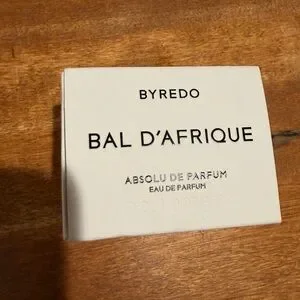 BYREDO
BAL D'AFRIQUE
ABSOLU DE PARFUM
EAU DE PARFUM